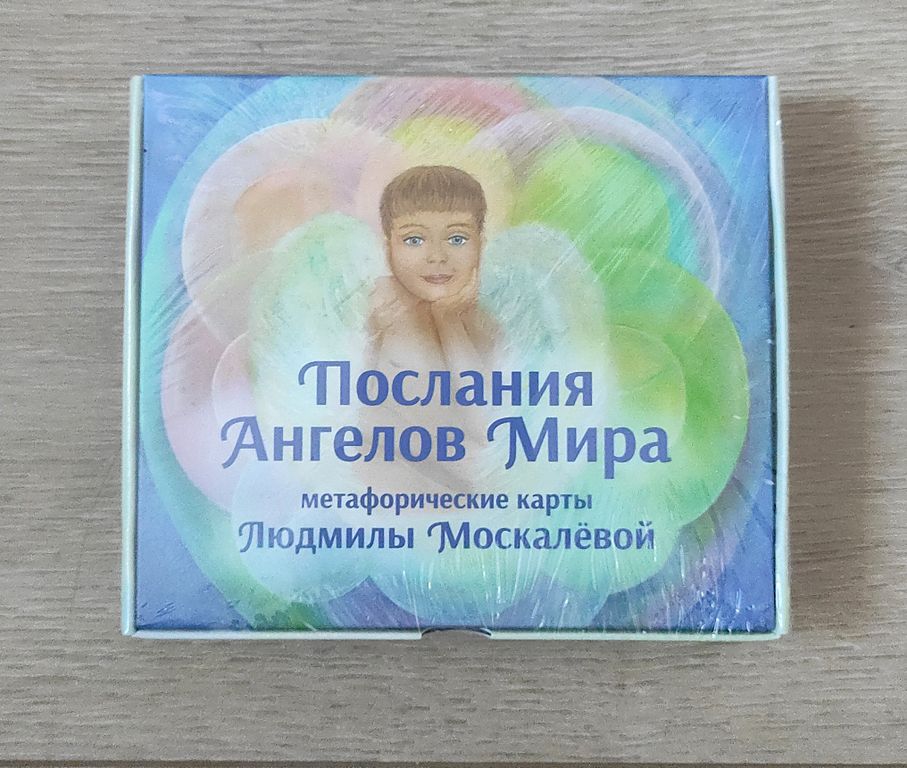 Послания
Ангелов Мира
метафорические карты
Людмилы Москалёвой